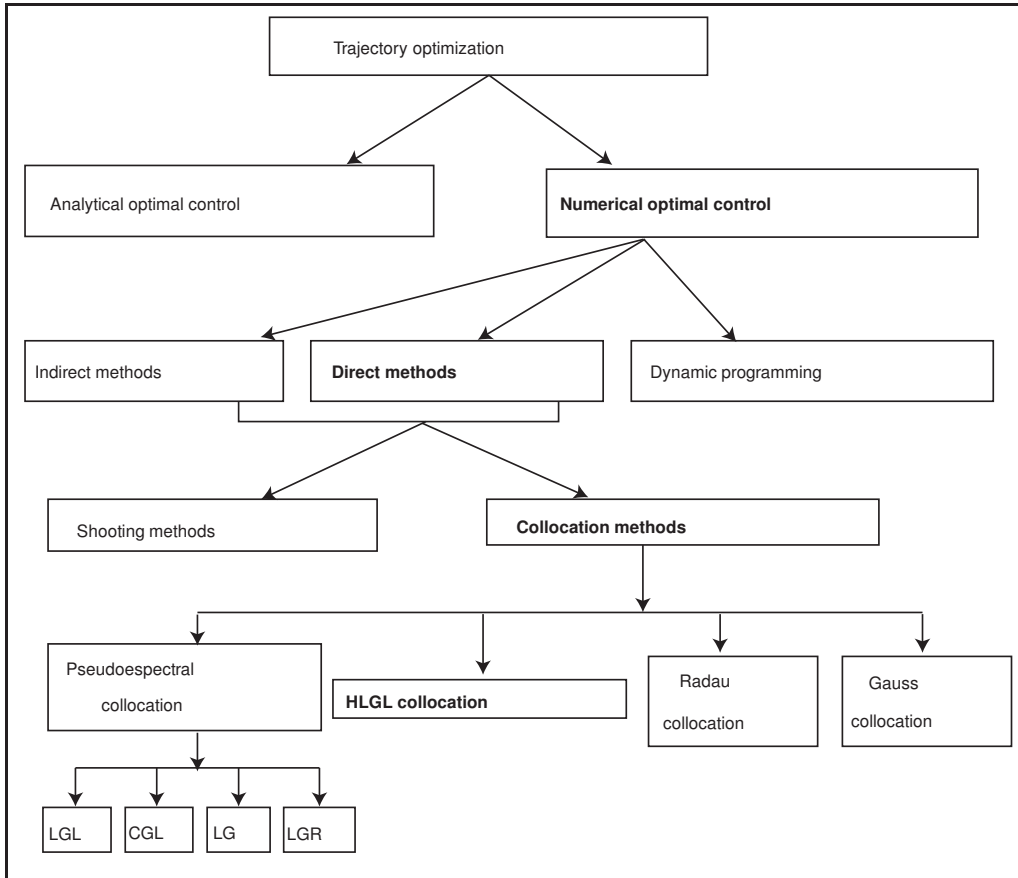 Trajectory optimization
Analytical optimal control
Numerical optimal control
Indirect methods
Direct methods
Dynamic programming
Shooting methods
Collocation methods
Pseudoespectral
collocation
HLGL collocation
Radau
collocation
Gauss
collocation
LGL
CGL
LG
LGR